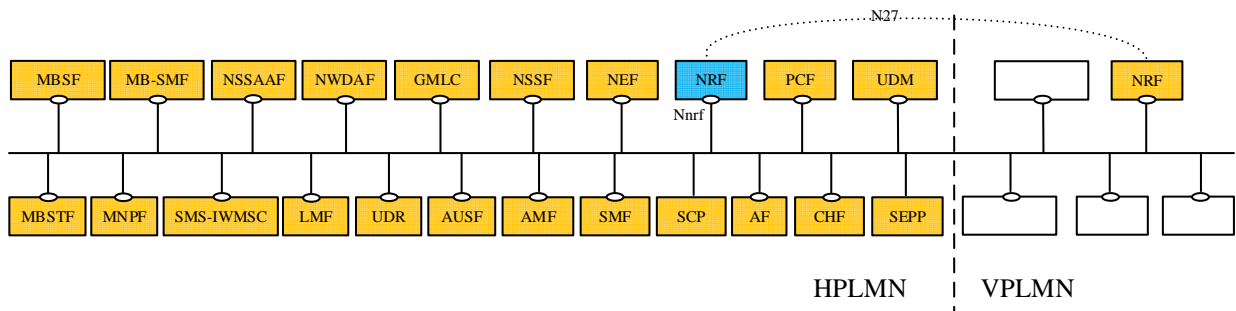 N27
MBSF MB-SMF NSSAAF NWDAF GMLC NSSF NEF NRF PCF UDM NRF
Nnrf
MBSTF MNPF SMS-IWMSC LMF UDR AUSF AMF SMF SCP AF CHF SEPP
HPLMN VPLMN